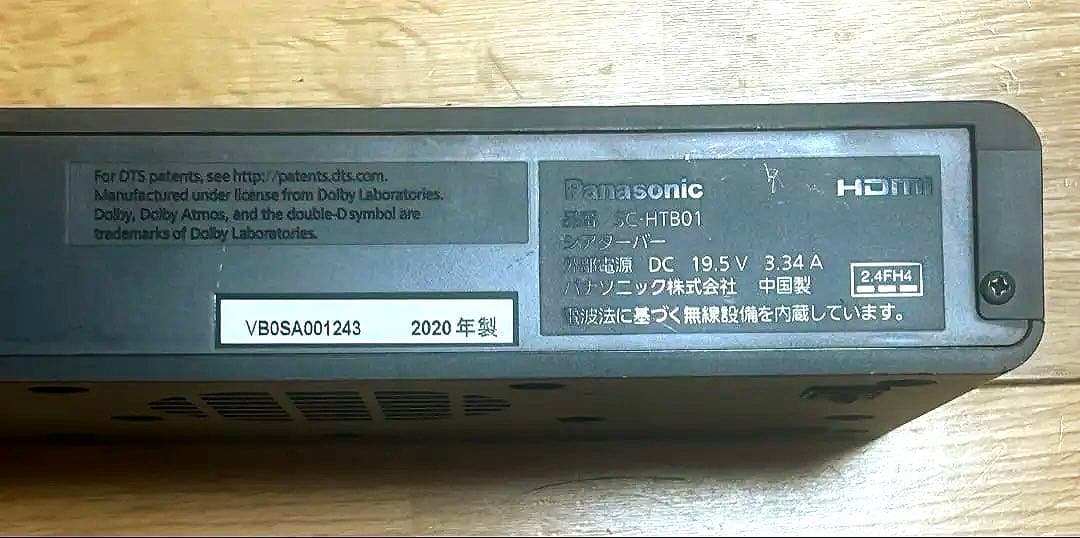 For DTS patents, see http://patents.dts.com.
Manufactured under license from Dolby Laboratories.
Dolby, Dolby Atmos, and the double-D symbol are
trademarks of Dolby Laboratories.
VB0SA001243 2020年製
Panasonic HDMI
品番 SC-HTB01
シアターバー
外部電源 DC 19.5 V 3.34 A
パナソニック株式会社 中国製
2.4FH4
電波法に基づく無線設備を内蔵しています。